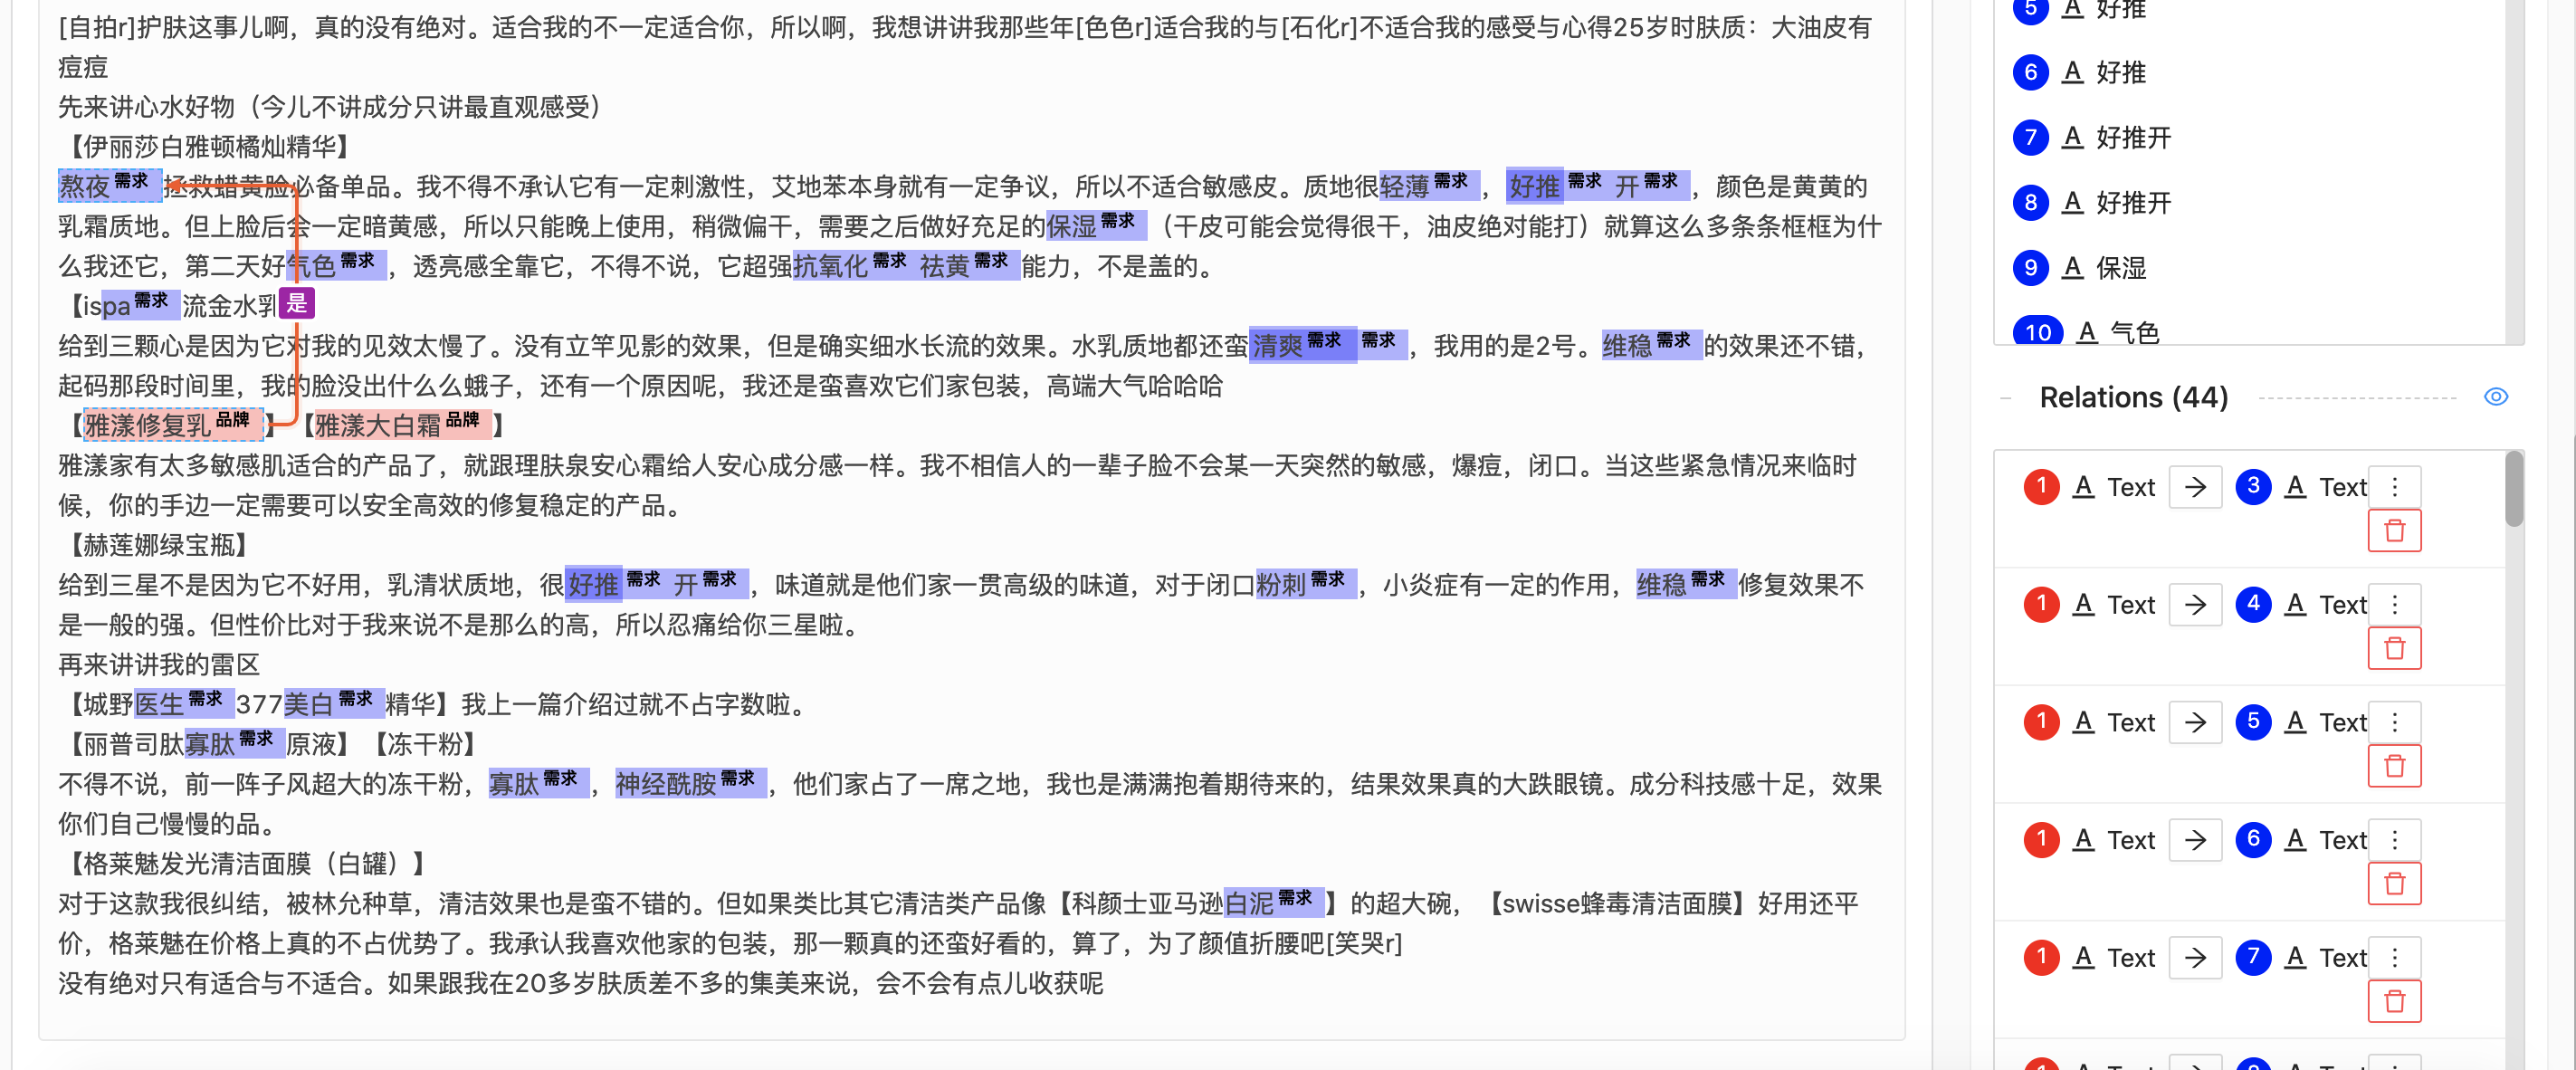 [自拍r]护肤这事儿啊，真的没有绝对。适合我的不一定适合你，所以啊，我想讲讲我那些年[色色r]适合我的与[石化r]不适合我的感受与心得25岁时肤质：大油皮有
痘痘
先来讲心水好物（今儿不讲成分只讲最直观感受）
【伊丽莎白雅顿橘灿精华】
熬夜 需求 拯救蜡黄脸必备单品。我不得不承认它有一定刺激性，艾地苯本身就有一定争议，所以不适合敏感皮。质地很轻薄 需求 ，好推 需求 开 需求 ，颜色是黄黄的
乳霜质地。但上脸后会一定暗黄感，所以只能晚上使用，稍微偏干，需要之后做好充足的保湿 需求 （干皮可能会觉得很干，油皮绝对能打）就算这么多条条框框为什
么我还它，第二天好气色 需求 ，透亮感全靠它，不得不说，它超强抗氧化 需求 祛黄 需求 能力，不是盖的。
【ispa 需求 流金水乳 是
给到三颗心是因为它对我的见效太慢了。没有立竿见影的效果，但是确实细水长流的效果。水乳质地都还蛮清爽 需求 需求 ，我用的是2号。维稳 需求 的效果还不错，
起码那段时间里，我的脸没出什么么蛾子，还有一个原因呢，我还是蛮喜欢它们家包装，高端大气哈哈哈
【雅漾修复乳 品牌 】【雅漾大白霜 品牌 】
雅漾家有太多敏感肌适合的产品了，就跟理肤泉安心霜给人安心成分感一样。我不相信人的一辈子脸不会某一天突然的敏感，爆痘，闭口。当这些紧急情况来临时
候，你的手边一定需要可以安全高效的修复稳定的产品。
【赫莲娜绿宝瓶】
给到三星不是因为它不好用，乳清状质地，很好推 需求 开 需求 ，味道就是他们家一贯高级的味道，对于闭口粉刺 需求 ，小炎症有一定的作用，维稳 需求 修复效果不
是一般的强。但性价比对于我来说不是那么的高，所以忍痛给你三星啦。
再来讲讲我的雷区
【城野医生 需求 377美白 需求 精华】我上一篇介绍过就不占字数啦。
【丽普司肽寡肽 需求 原液】【冻干粉】
不得不说，前一阵子风超大的冻干粉，寡肽 需求 ，神经酰胺 需求 ，他们家占了一席之地，我也是满满抱着期待来的，结果效果真的大跌眼镜。成分科技感十足，效果
你们自己慢慢的品。
【格莱魅发光清洁面膜（白罐）】
对于这款我很纠结，被林允种草，清洁效果也是蛮不错的。但如果类比其它清洁类产品像【科颜士亚马逊白泥 需求 】的超大碗，【swisse蜂毒清洁面膜】好用还平
价，格莱魅在价格上真的不占优势了。我承认我喜欢他家的包装，那一颗真的还蛮好看的，算了，为了颜值折腰吧[笑哭r]
没有绝对只有适合与不适合。如果跟我在20多岁肤质差不多的集美来说，会不会有点儿收获呢
5 A 好推
6 A 好推
7 A 好推开
8 A 好推开
9 A 保湿
10 A 气色
Relations (44)
1 A Text → 3 A Text
1 A Text → 4 A Text
1 A Text → 5 A Text
1 A Text → 6 A Text
1 A Text → 7 A Text